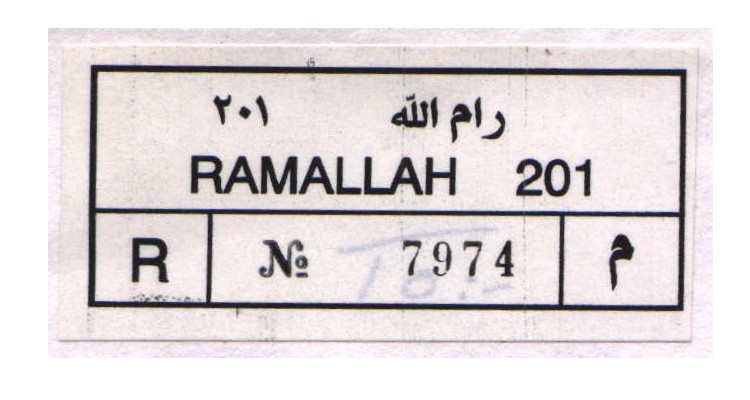 رام الله ٢٠١
RAMALLAH 201
R № 7974 م